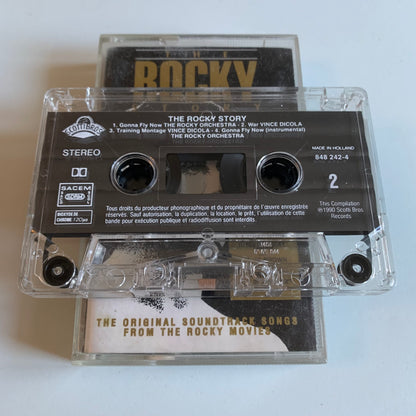 ROCKY
THE ROCKY STORY
1. Gonna Fly Now THE ROCKY ORCHESTRA · 2. War VINCE DICOLA
3. Training Montage VINCE DICOLA · 4. Gonna Fly Now (instrumental)
THE ROCKY ORCHESTRA
STEREO
MADE IN HOLLAND
848 242-4
SACEM
2
Tous droits du producteur phonographique et du propriétaire de l'œuvre enregistrée
réservés. Sauf autorisation, la duplication, la location, le prêt, l'utilisation de cette
bande pour exécution publique et radiodiffusion sont interdits.
This Compilation
℗1990 Scotti Bros.
Records
THE ORIGINAL SOUNDTRACK SONGS
FROM THE ROCKY MOVIES